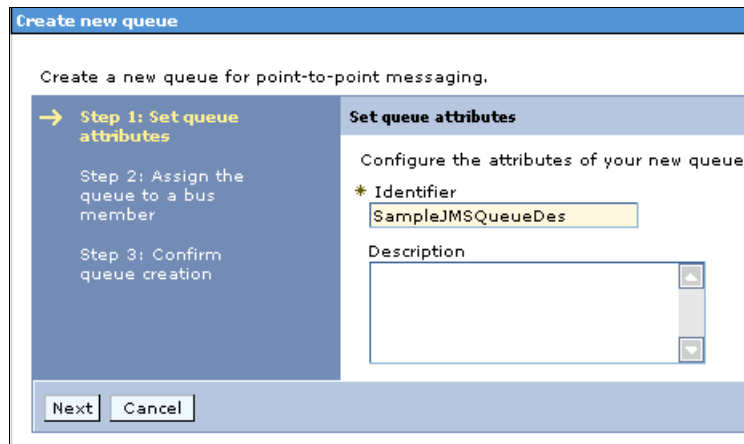 Create new queue
Create a new queue for point-to-point messaging.
Step 1: Set queue
attributes
Step 2: Assign the
queue to a bus
member
Step 3: Confirm
queue creation
Set queue attributes
Configure the attributes of your new queue
* Identifier
SampleJMSQueueDes
Description
Next
Cancel